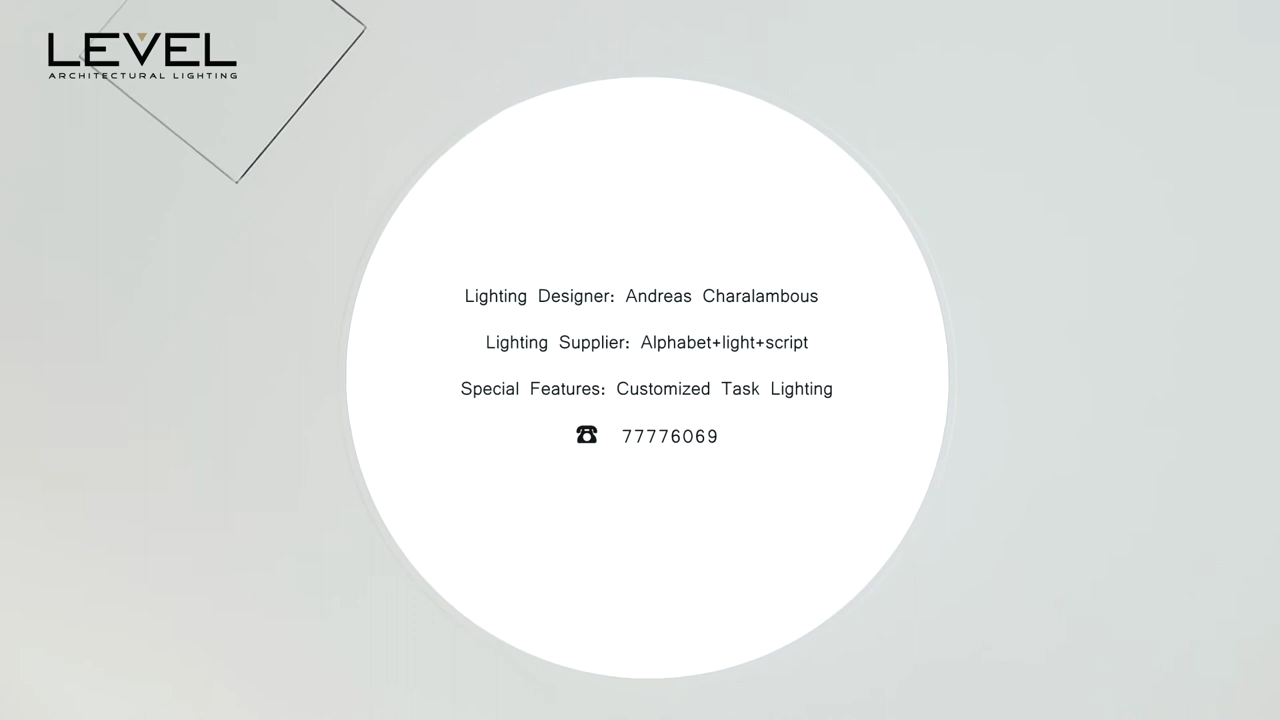 LEVEL
ARCHITECTURAL LIGHTING
Lighting Designer: Andreas Charalambous
Lighting Supplier: Alphabet+light+script
Special Features: Customized Task Lighting
☎ 77776069